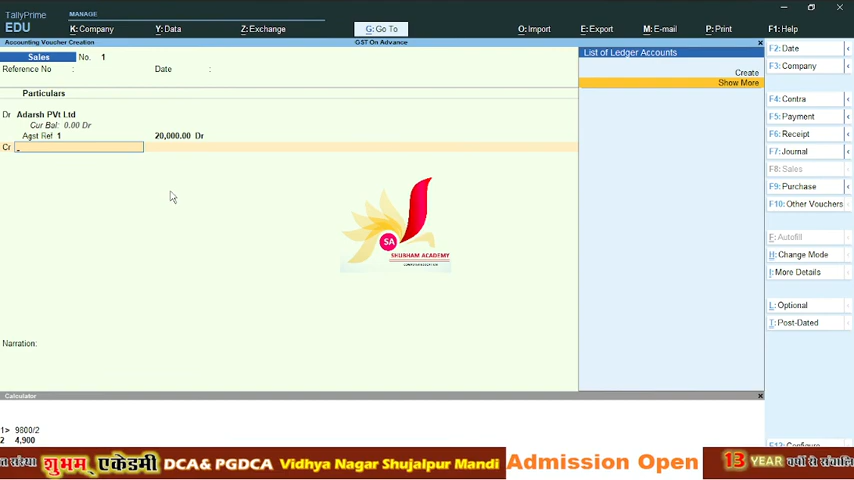 TallyPrime
EDU
MANAGE
K:Company Y:Data Z:Exchange G: Go To O:Import E:Export M:E-mail P:Print F1:Help
Accounting Voucher Creation GST On Advance
Sales No. 1
Reference No : Date :
Particulars
Dr Adarsh PVt Ltd
Cur Bal: 0.00 Dr
Agst Ref 1 20,000.00 Dr
Cr
Narration:
List of Ledger Accounts
Create
Show More
F2: Date
F3: Company
F4: Contra
F5: Payment
F6: Receipt
F7: Journal
F8: Sales
F9: Purchase
F10: Other Vouchers
F: Autofill
H: Change Mode
I: More Details
L: Optional
T: Post-Dated
F12: Configure
SA
SHUBHAM ACADEMY
Calculator
1> 9800/2
2 4,900
संस्था शुभम् एकेडमी DCA & PGDCA Vidhya Nagar Shujalpur Mandi Admission Open 13 YEAR वर्षो से